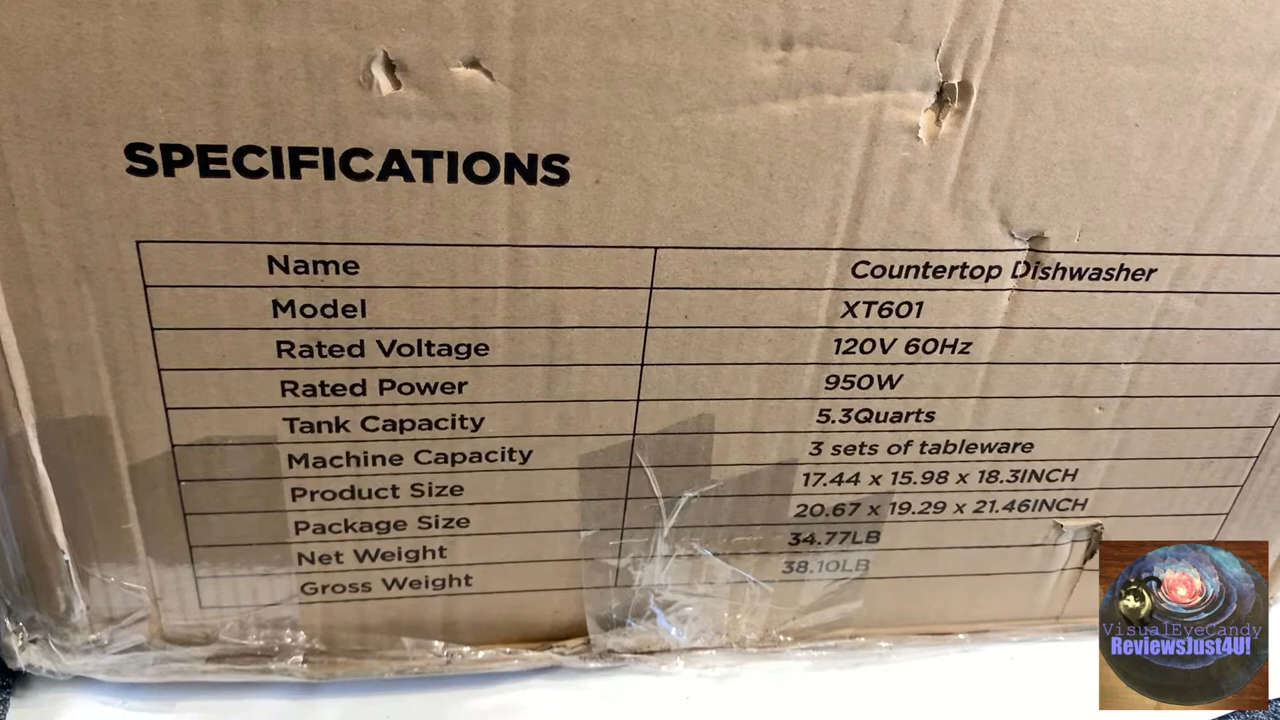 SPECIFICATIONS
Name Countertop Dishwasher
Model XT601
Rated Voltage 120V 60Hz
Rated Power 950W
Tank Capacity 5.3Quarts
Machine Capacity 3 sets of tableware
Product Size 17.44 x 15.98 x 18.3INCH
Package Size 20.67 x 19.29 x 21.46INCH
Net Weight 34.77LB
Gross Weight 38.10LB
VisualEyeCandy
ReviewsJust4U!